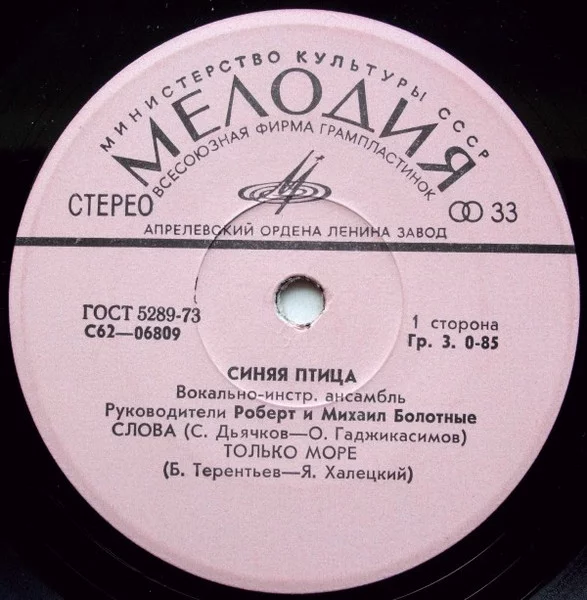 МИНИСТЕРСТВО КУЛЬТУРЫ СССР
МЕЛОДИЯ
ВСЕСОЮЗНАЯ ФИРМА ГРАМПЛАСТИНОК
СТЕРЕО
33
АПРЕЛЕВСКИЙ ОРДЕНА ЛЕНИНА ЗАВОД
ГОСТ 5289-73
С62—06809
1 сторона
Гр. 3. 0-85
СИНЯЯ ПТИЦА
Вокально-инстр. ансамбль
Руководители Роберт и Михаил Болотные
СЛОВА (С. Дьячков—О. Гаджикасимов)
ТОЛЬКО МОРЕ
(Б. Терентьев—Я. Халецкий)